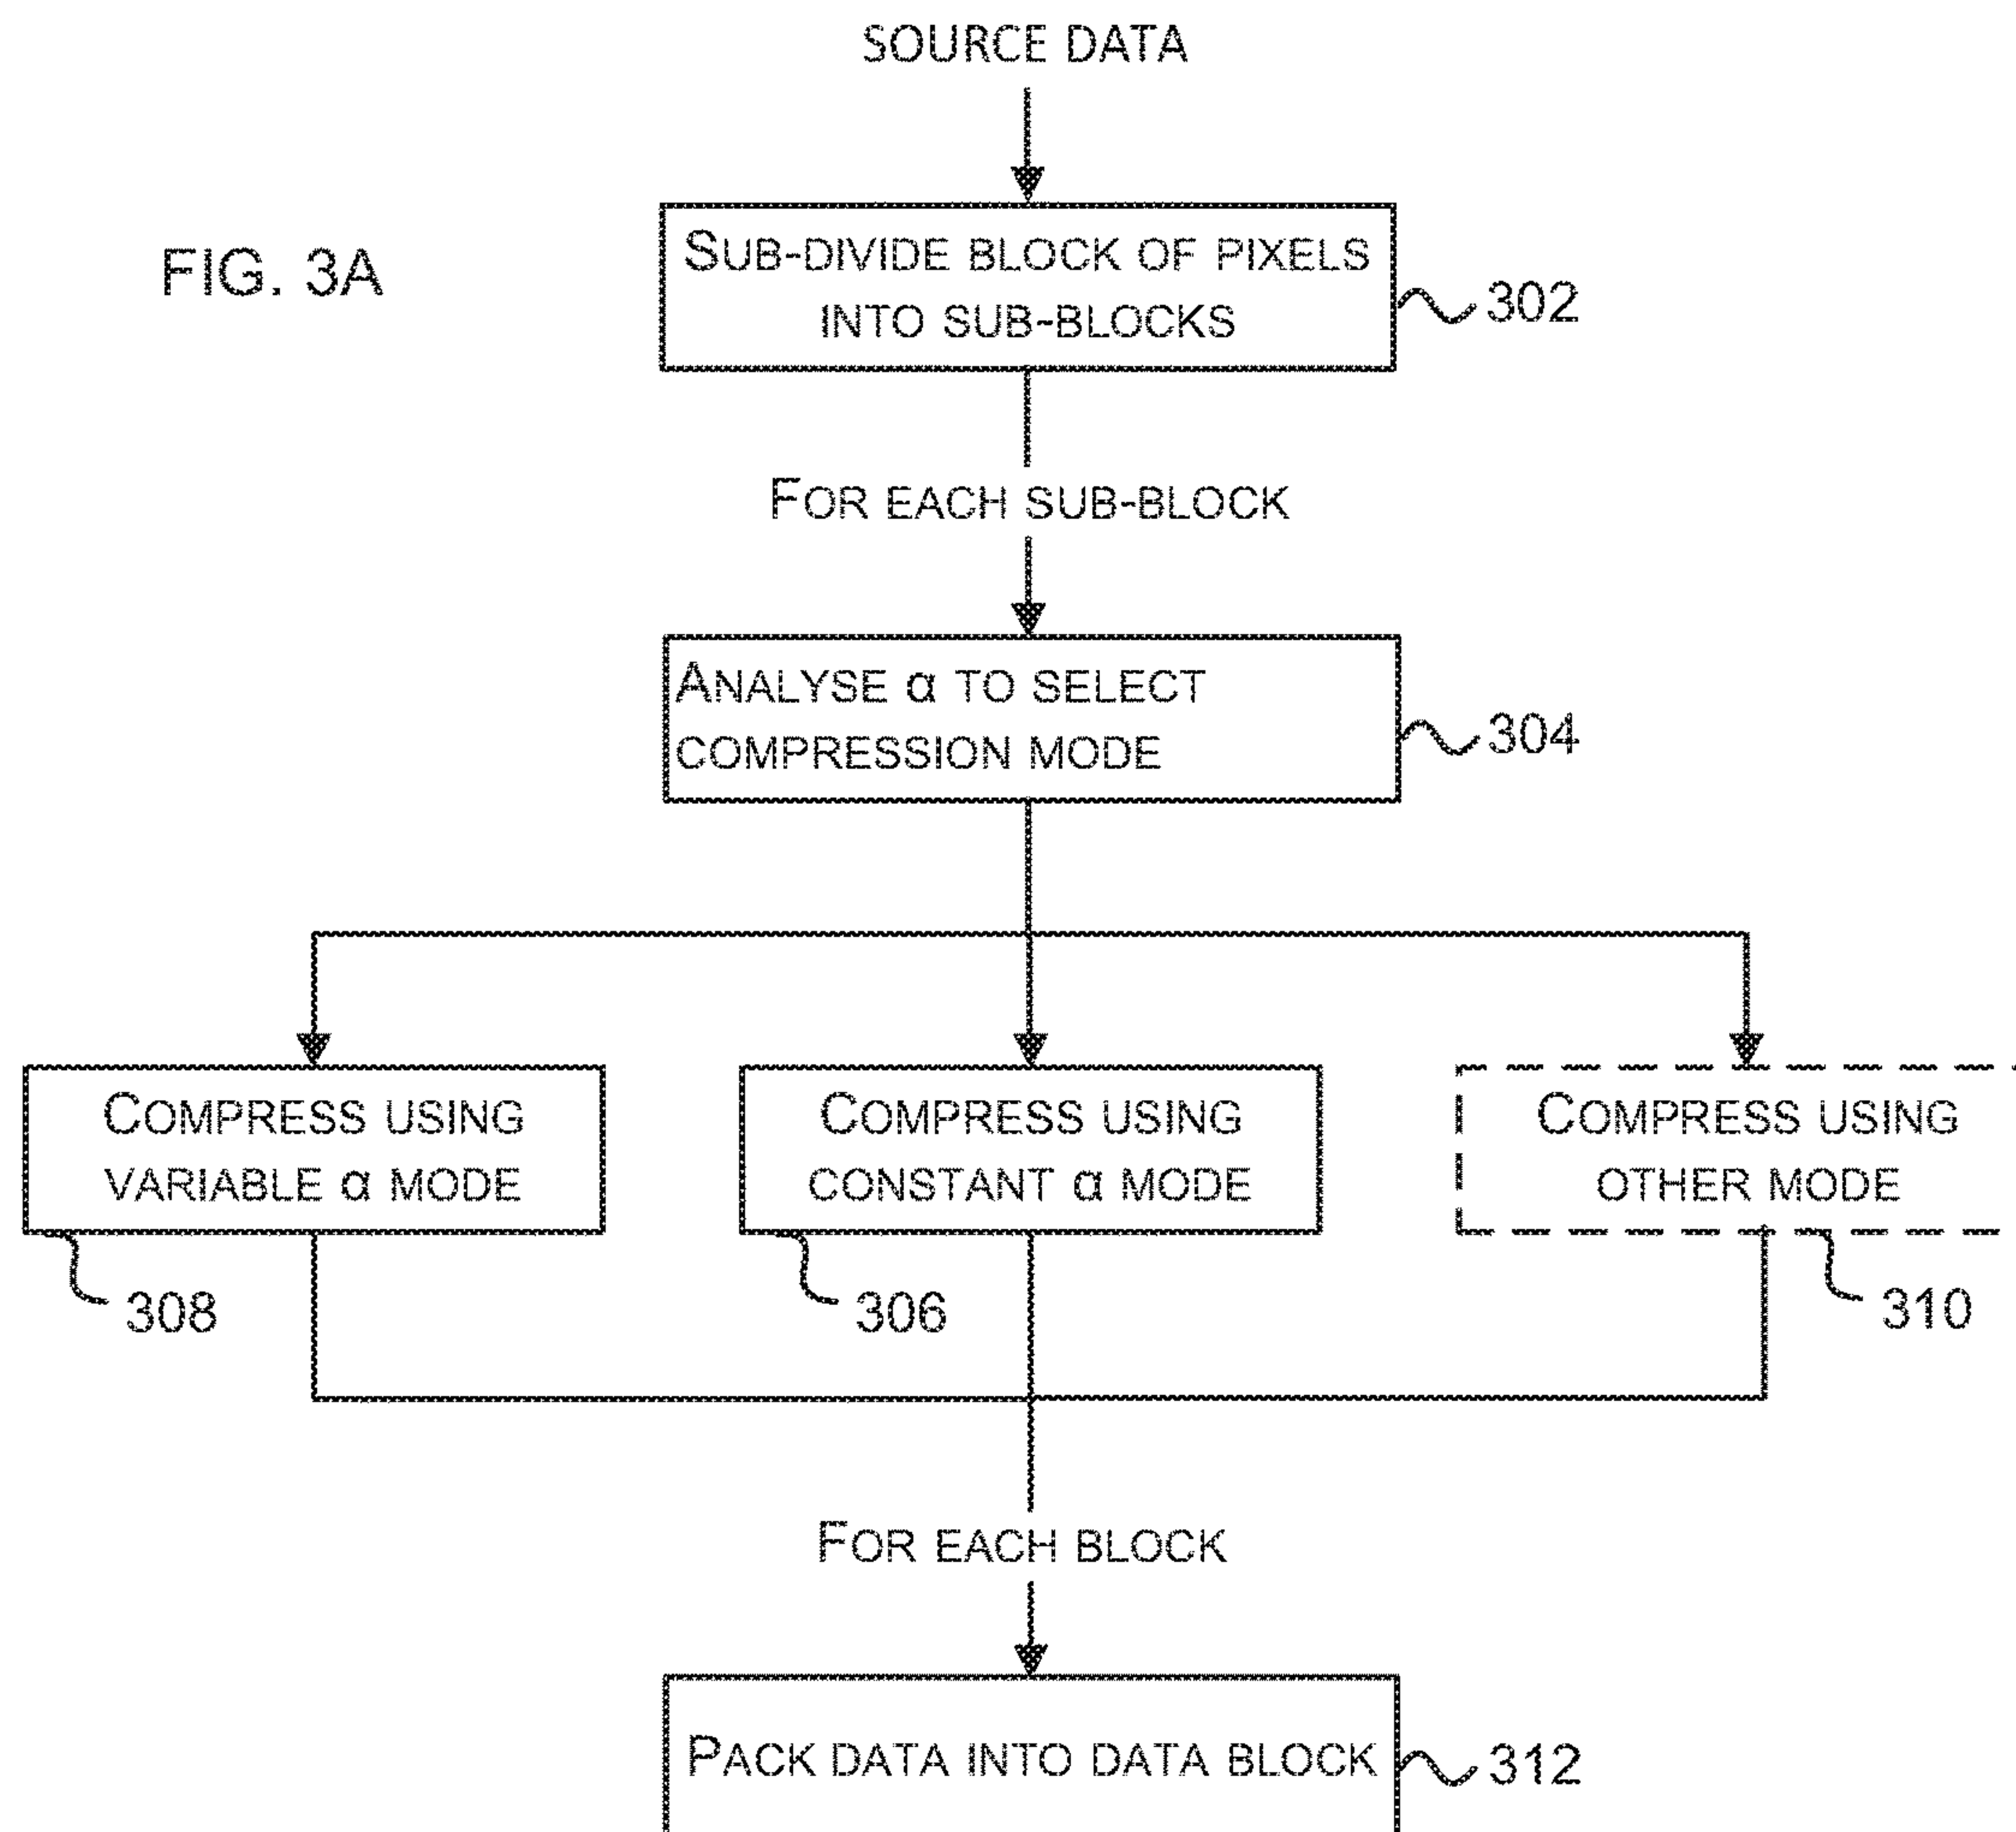 SOURCE DATA
FIG. 3A
SUB-DIVIDE BLOCK OF PIXELS
INTO SUB-BLOCKS
302
FOR EACH SUB-BLOCK
ANALYSE α TO SELECT
COMPRESSION MODE
304
COMPRESS USING
VARIABLE α MODE
308
COMPRESS USING
CONSTANT α MODE
306
COMPRESS USING
OTHER MODE
310
FOR EACH BLOCK
PACK DATA INTO DATA BLOCK
312